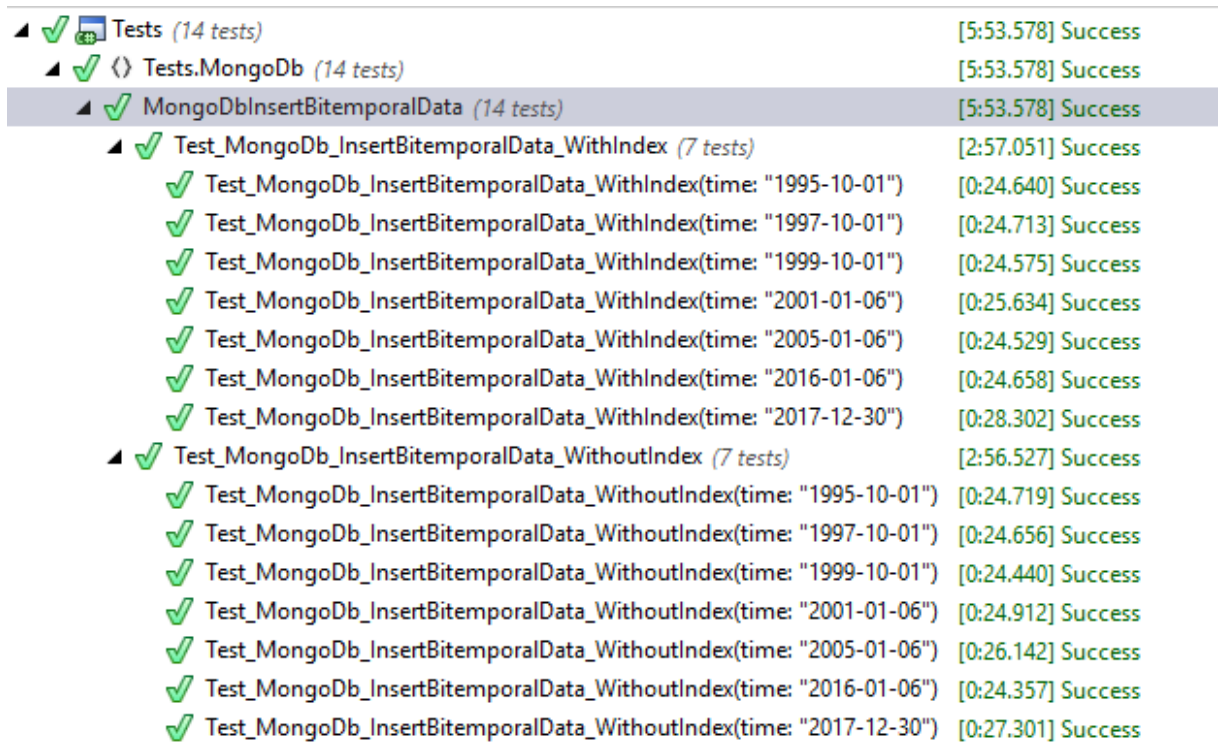 Tests (14 tests) [5:53.578] Success
Tests.MongoDb (14 tests) [5:53.578] Success
MongoDbInsertBitemporalData (14 tests) [5:53.578] Success
Test_MongoDb_InsertBitemporalData_WithIndex (7 tests) [2:57.051] Success
Test_MongoDb_InsertBitemporalData_WithIndex(time: "1995-10-01") [0:24.640] Success
Test_MongoDb_InsertBitemporalData_WithIndex(time: "1997-10-01") [0:24.713] Success
Test_MongoDb_InsertBitemporalData_WithIndex(time: "1999-10-01") [0:24.575] Success
Test_MongoDb_InsertBitemporalData_WithIndex(time: "2001-01-06") [0:25.634] Success
Test_MongoDb_InsertBitemporalData_WithIndex(time: "2005-01-06") [0:24.529] Success
Test_MongoDb_InsertBitemporalData_WithIndex(time: "2016-01-06") [0:24.658] Success
Test_MongoDb_InsertBitemporalData_WithIndex(time: "2017-12-30") [0:28.302] Success
Test_MongoDb_InsertBitemporalData_WithoutIndex (7 tests) [2:56.527] Success
Test_MongoDb_InsertBitemporalData_WithoutIndex(time: "1995-10-01") [0:24.719] Success
Test_MongoDb_InsertBitemporalData_WithoutIndex(time: "1997-10-01") [0:24.656] Success
Test_MongoDb_InsertBitemporalData_WithoutIndex(time: "1999-10-01") [0:24.440] Success
Test_MongoDb_InsertBitemporalData_WithoutIndex(time: "2001-01-06") [0:24.912] Success
Test_MongoDb_InsertBitemporalData_WithoutIndex(time: "2005-01-06") [0:26.142] Success
Test_MongoDb_InsertBitemporalData_WithoutIndex(time: "2016-01-06") [0:24.357] Success
Test_MongoDb_InsertBitemporalData_WithoutIndex(time: "2017-12-30") [0:27.301] Success